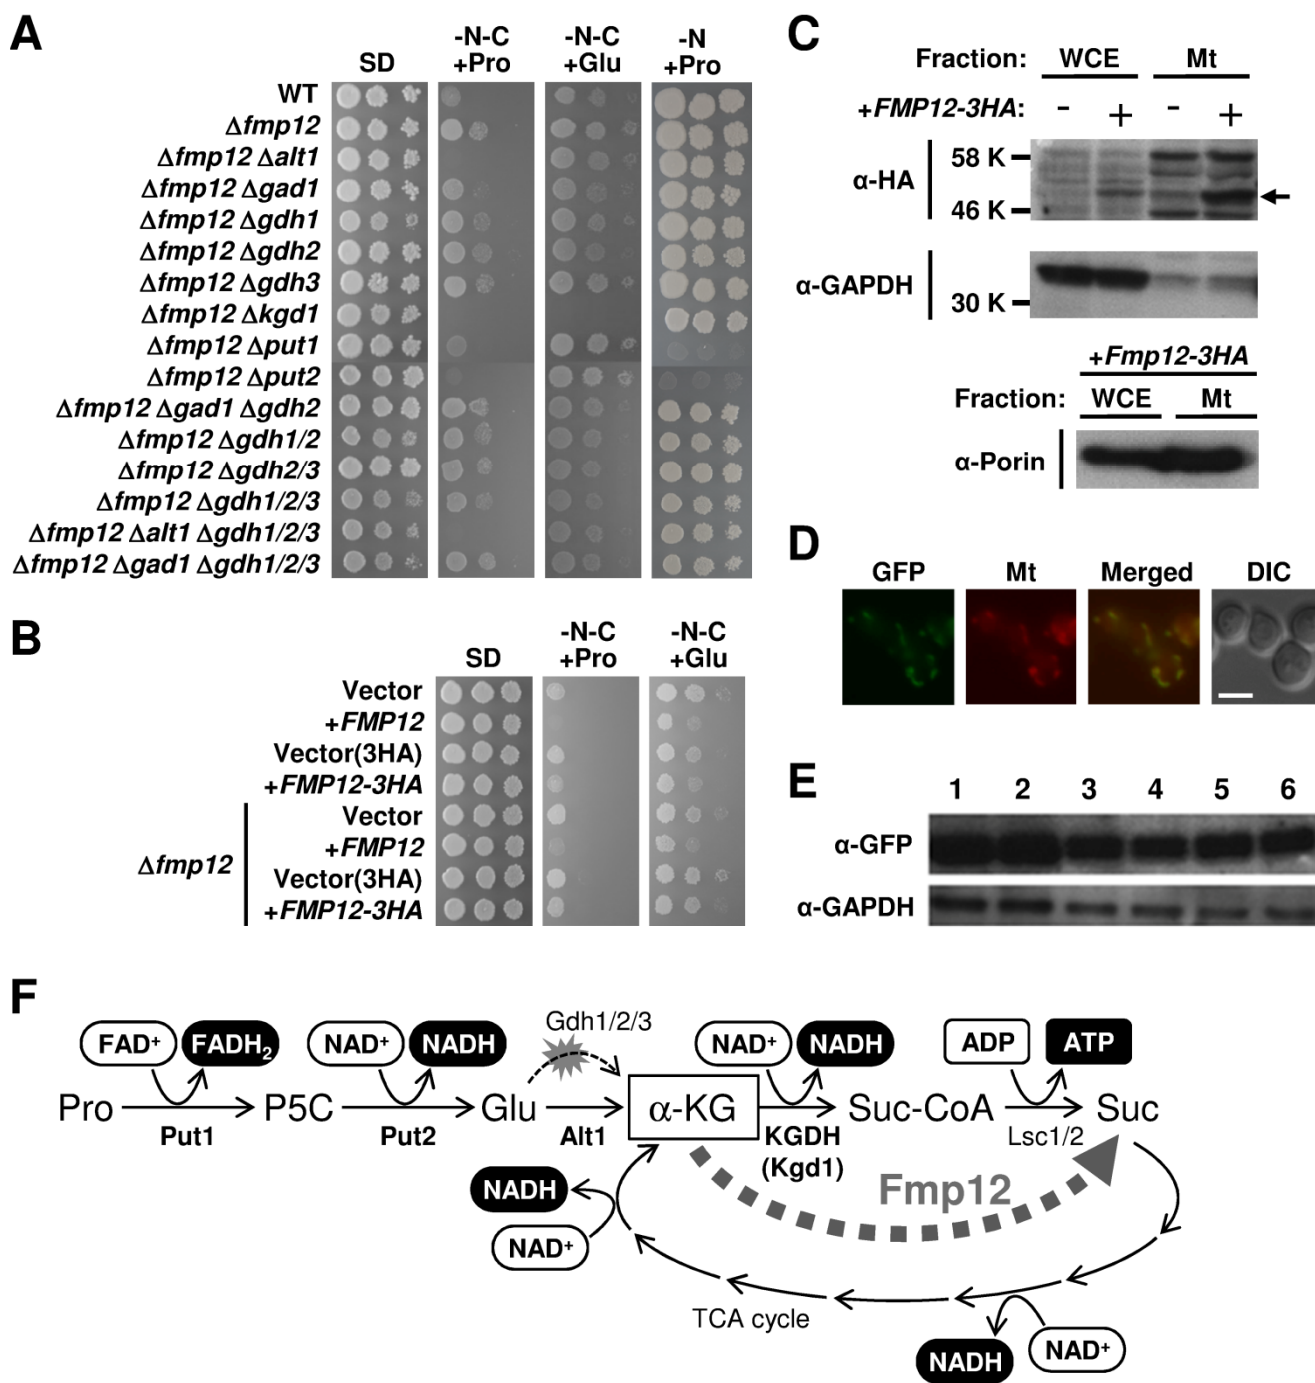 A
SD
-N-C
+Pro
-N-C
+Glu
-N
+Pro
WT
Δfmp12
Δfmp12 Δalt1
Δfmp12 Δgad1
Δfmp12 Δgdh1
Δfmp12 Δgdh2
Δfmp12 Δgdh3
Δfmp12 Δkgd1
Δfmp12 Δput1
Δfmp12 Δput2
Δfmp12 Δgad1 Δgdh2
Δfmp12 Δgdh1/2
Δfmp12 Δgdh2/3
Δfmp12 Δgdh1/2/3
Δfmp12 Δalt1 Δgdh1/2/3
Δfmp12 Δgad1 Δgdh1/2/3
B
SD
-N-C
+Pro
-N-C
+Glu
Vector
+FMP12
Vector(3HA)
+FMP12-3HA
Δfmp12
Vector
+FMP12
Vector(3HA)
+FMP12-3HA
C
Fraction: WCE Mt
+FMP12-3HA: - + - +
α-HA
58 K
46 K
α-GAPDH
30 K
+Fmp12-3HA
Fraction: WCE Mt
α-Porin
D
GFP Mt Merged DIC
E
1 2 3 4 5 6
α-GFP
α-GAPDH
F
FAD+ FADH2 NAD+ NADH Gdh1/2/3 NAD+ NADH ADP ATP
Pro P5C Glu α-KG Suc-CoA Suc
Put1 Put2 Alt1 KGDH
(Kgd1)
Lsc1/2
Fmp12
NADH
NAD+
TCA cycle
NADH NAD+